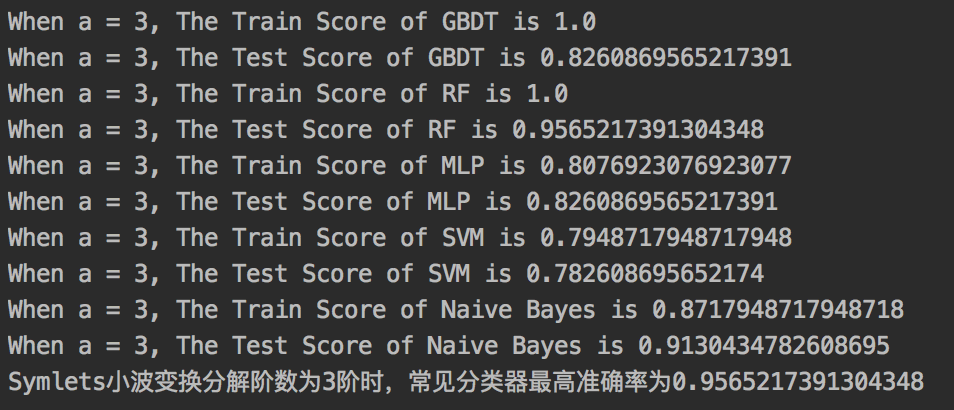 When a = 3, The Train Score of GBDT is 1.0
When a = 3, The Test Score of GBDT is 0.8260869565217391
When a = 3, The Train Score of RF is 1.0
When a = 3, The Test Score of RF is 0.9565217391304348
When a = 3, The Train Score of MLP is 0.8076923076923077
When a = 3, The Test Score of MLP is 0.8260869565217391
When a = 3, The Train Score of SVM is 0.7948717948717948
When a = 3, The Test Score of SVM is 0.782608695652174
When a = 3, The Train Score of Naive Bayes is 0.8717948717948718
When a = 3, The Test Score of Naive Bayes is 0.9130434782608695
Symlets小波变换分解阶数为3阶时，常见分类器最高准确率为0.9565217391304348